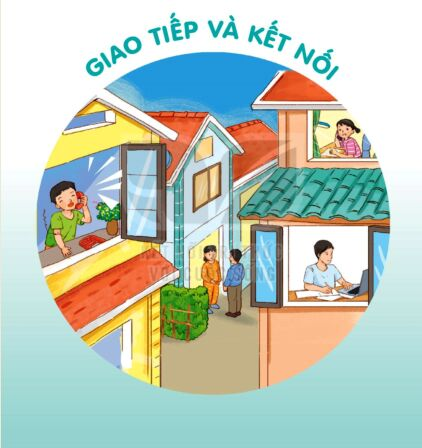 GIAO TIẾP VÀ KẾT NỐI